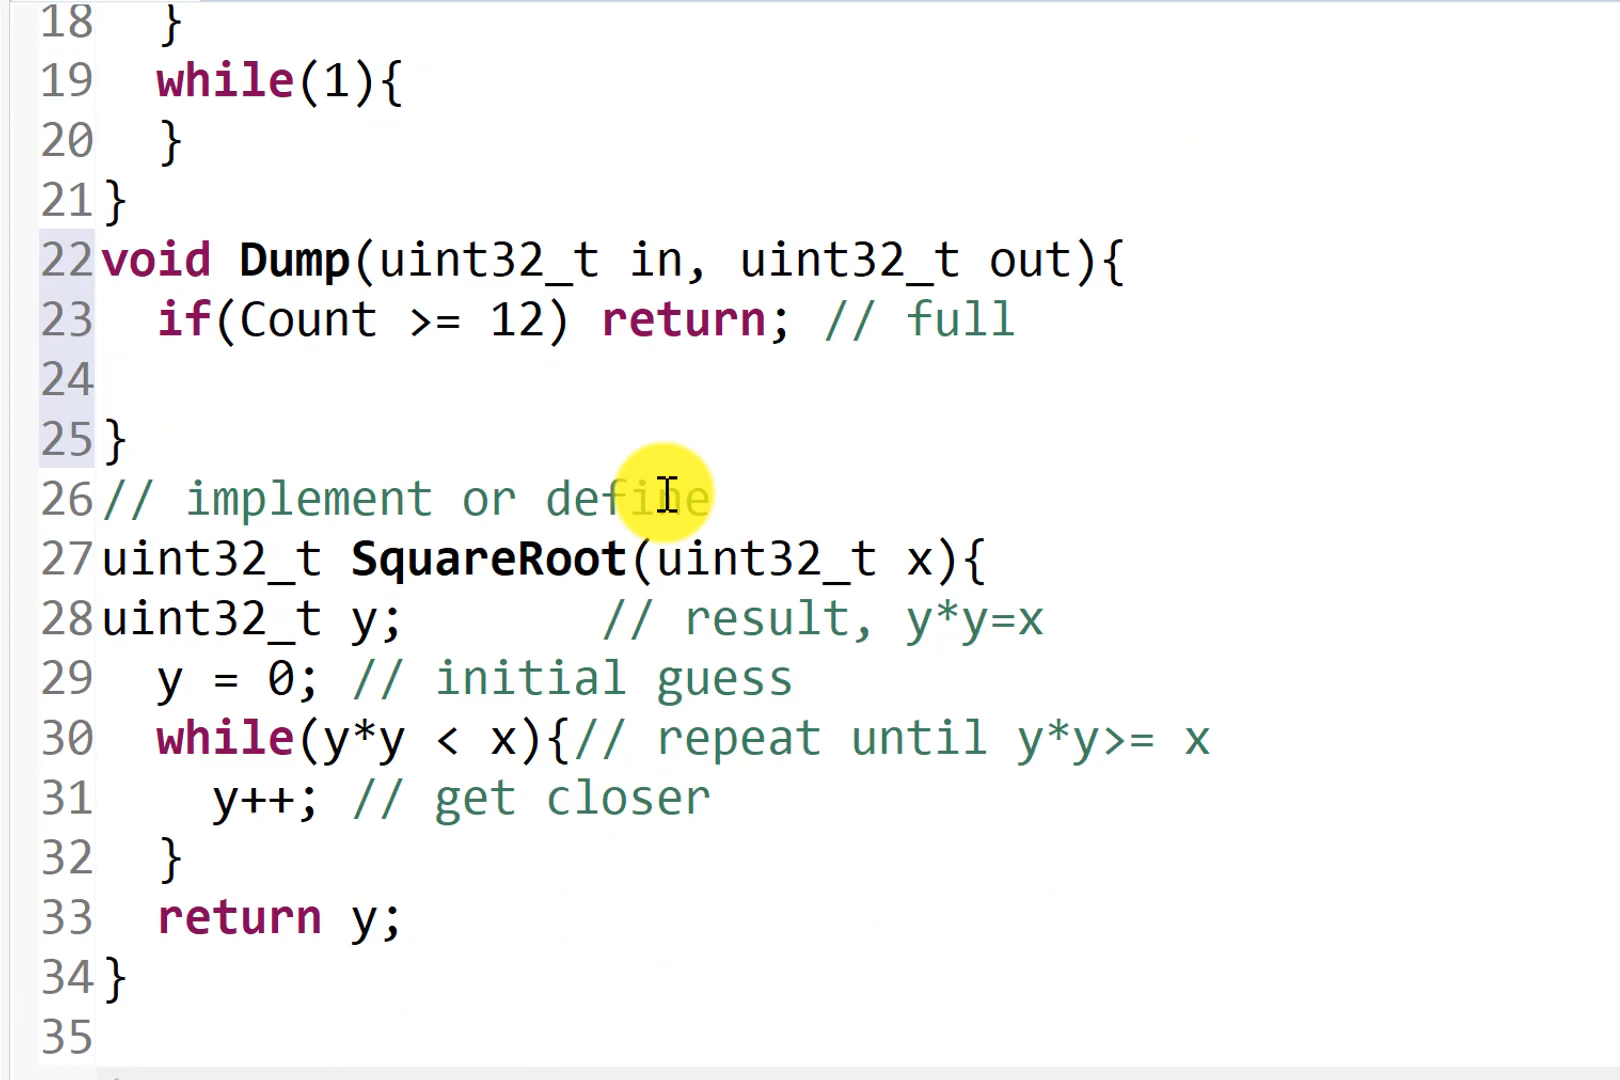 18   }
19   while(1){
20   }
21 }
22 void Dump(uint32_t in, uint32_t out){
23   if(Count >= 12) return; // full
24
25 }
26 // implement or define
27 uint32_t SquareRoot(uint32_t x){
28 uint32_t y;       // result, y*y=x
29   y = 0; // initial guess
30   while(y*y < x){// repeat until y*y>= x
31     y++; // get closer
32   }
33   return y;
34 }
35